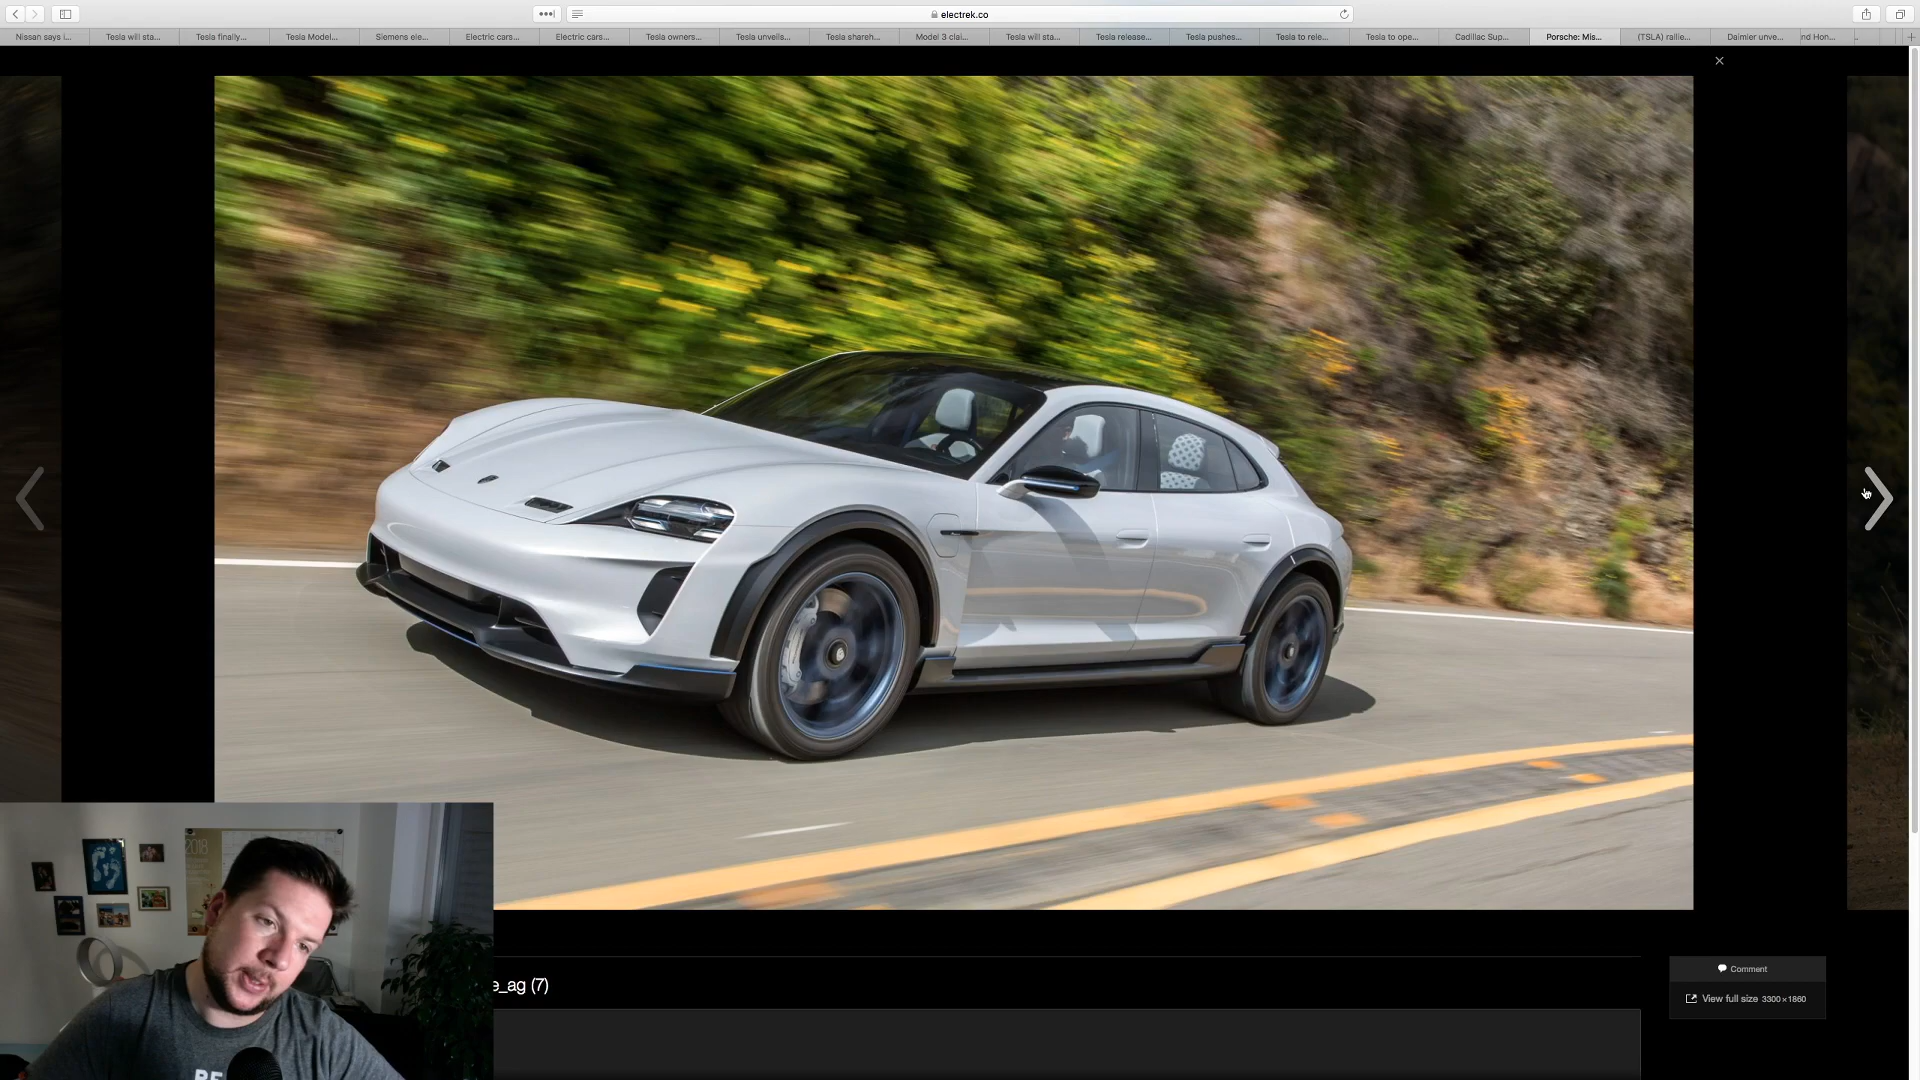 electrek.co
Nissan says i...
Tesla will sta...
Tesla finally...
Tesla Model...
Siemens ele...
Electric cars...
Electric cars...
Tesla owners...
Tesla unveils...
Tesla shareh...
Model 3 clai...
Tesla will sta...
Tesla release...
Tesla pushes...
Tesla to rele...
Tesla to ope...
Cadillac Sup...
Porsche: Mis...
(TSLA) rallie...
Daimler unve...
nd Hon...
2018
e_ag (7)
Comment
View full size 3300×1860